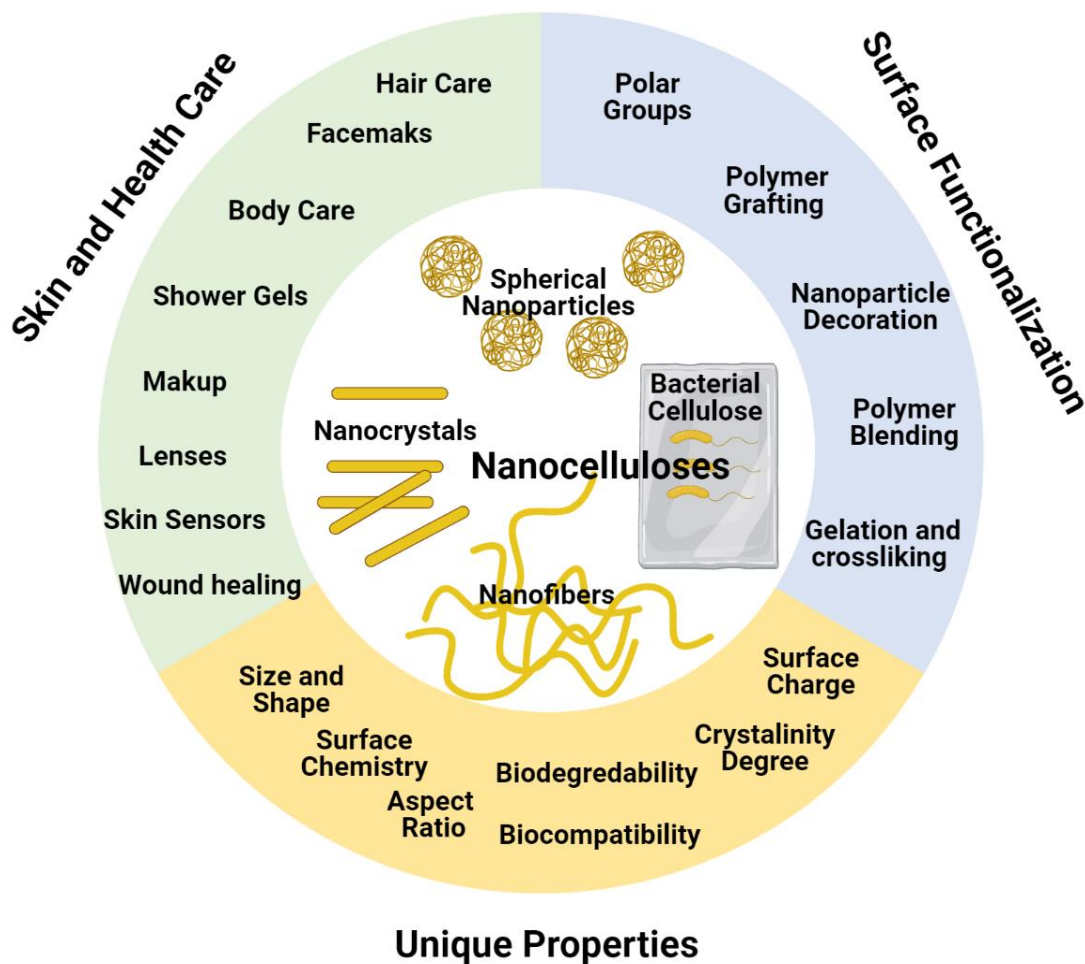 Skin and Health Care
Hair Care
Facemaks
Body Care
Shower Gels
Makup
Lenses
Skin Sensors
Wound healing
Surface Functionalization
Polar
Groups
Polymer
Grafting
Nanoparticle
Decoration
Polymer
Blending
Gelation and
crossliking
Spherical
Nanoparticles
Bacterial
Cellulose
Nanocrystals
Nanocelluloses
Nanofibers
Size and
Shape
Surface
Chemistry
Aspect
Ratio
Biodegredability
Biocompatibility
Crystalinity
Degree
Surface
Charge
Unique Properties